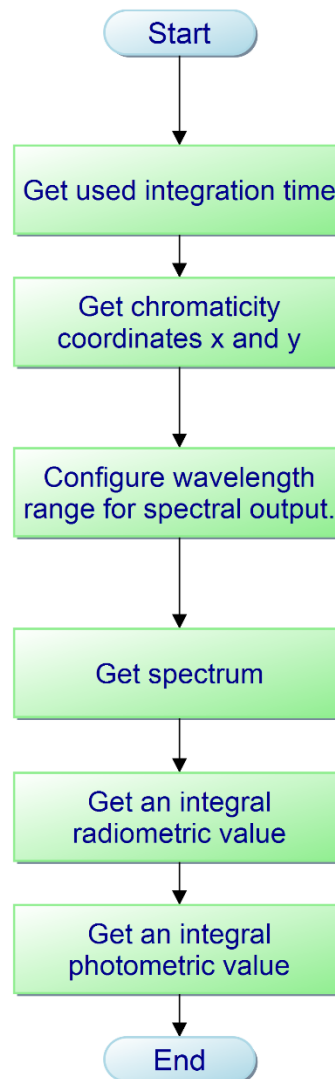 Start
Get used integration time
Get chromaticity
coordinates x and y
Configure wavelength
range for spectral output.
Get spectrum
Get an integral
radiometric value
Get an integral
photometric value
End